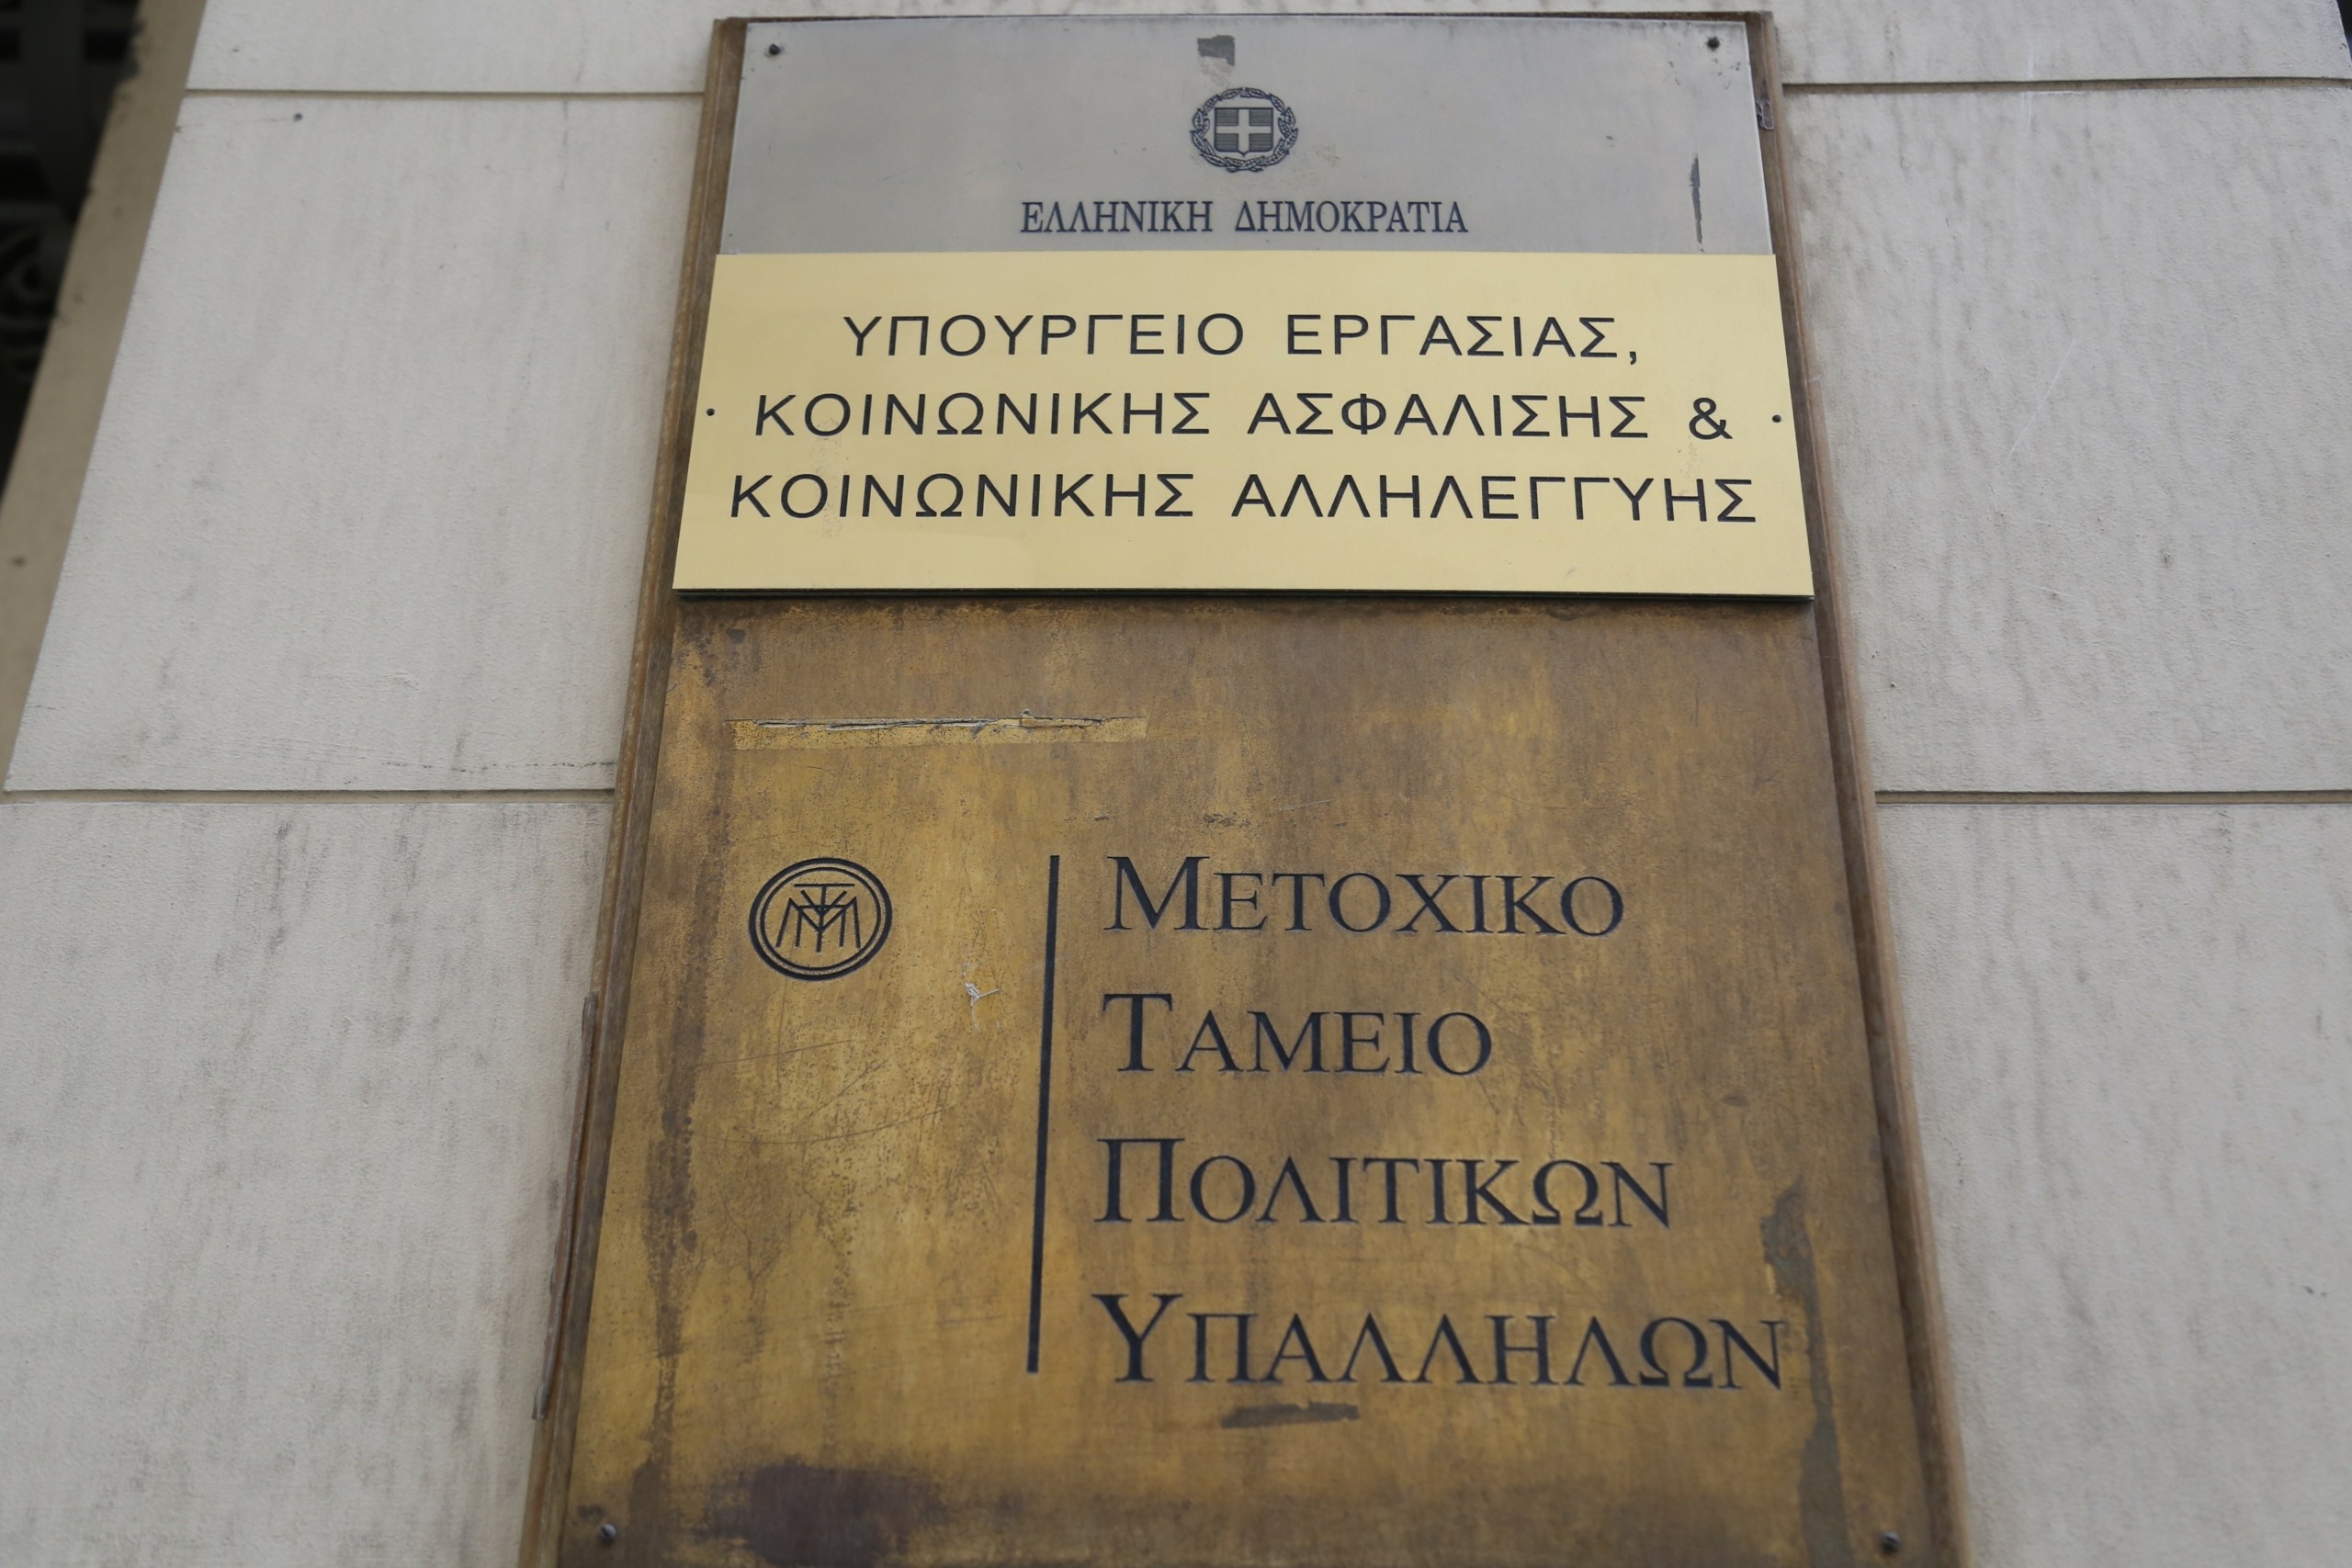 ΕΛΛΗΝΙΚΗ ΔΗΜΟΚΡΑΤΙΑ
ΥΠΟΥΡΓΕΙΟ ΕΡΓΑΣΙΑΣ,
ΚΟΙΝΩΝΙΚΗΣ ΑΣΦΑΛΙΣΗΣ &
ΚΟΙΝΩΝΙΚΗΣ ΑΛΛΗΛΕΓΓΥΗΣ
ΜΕΤΟΧΙΚΟ
ΤΑΜΕΙΟ
ΠΟΛΙΤΙΚΩΝ
ΥΠΑΛΛΗΛΩΝ